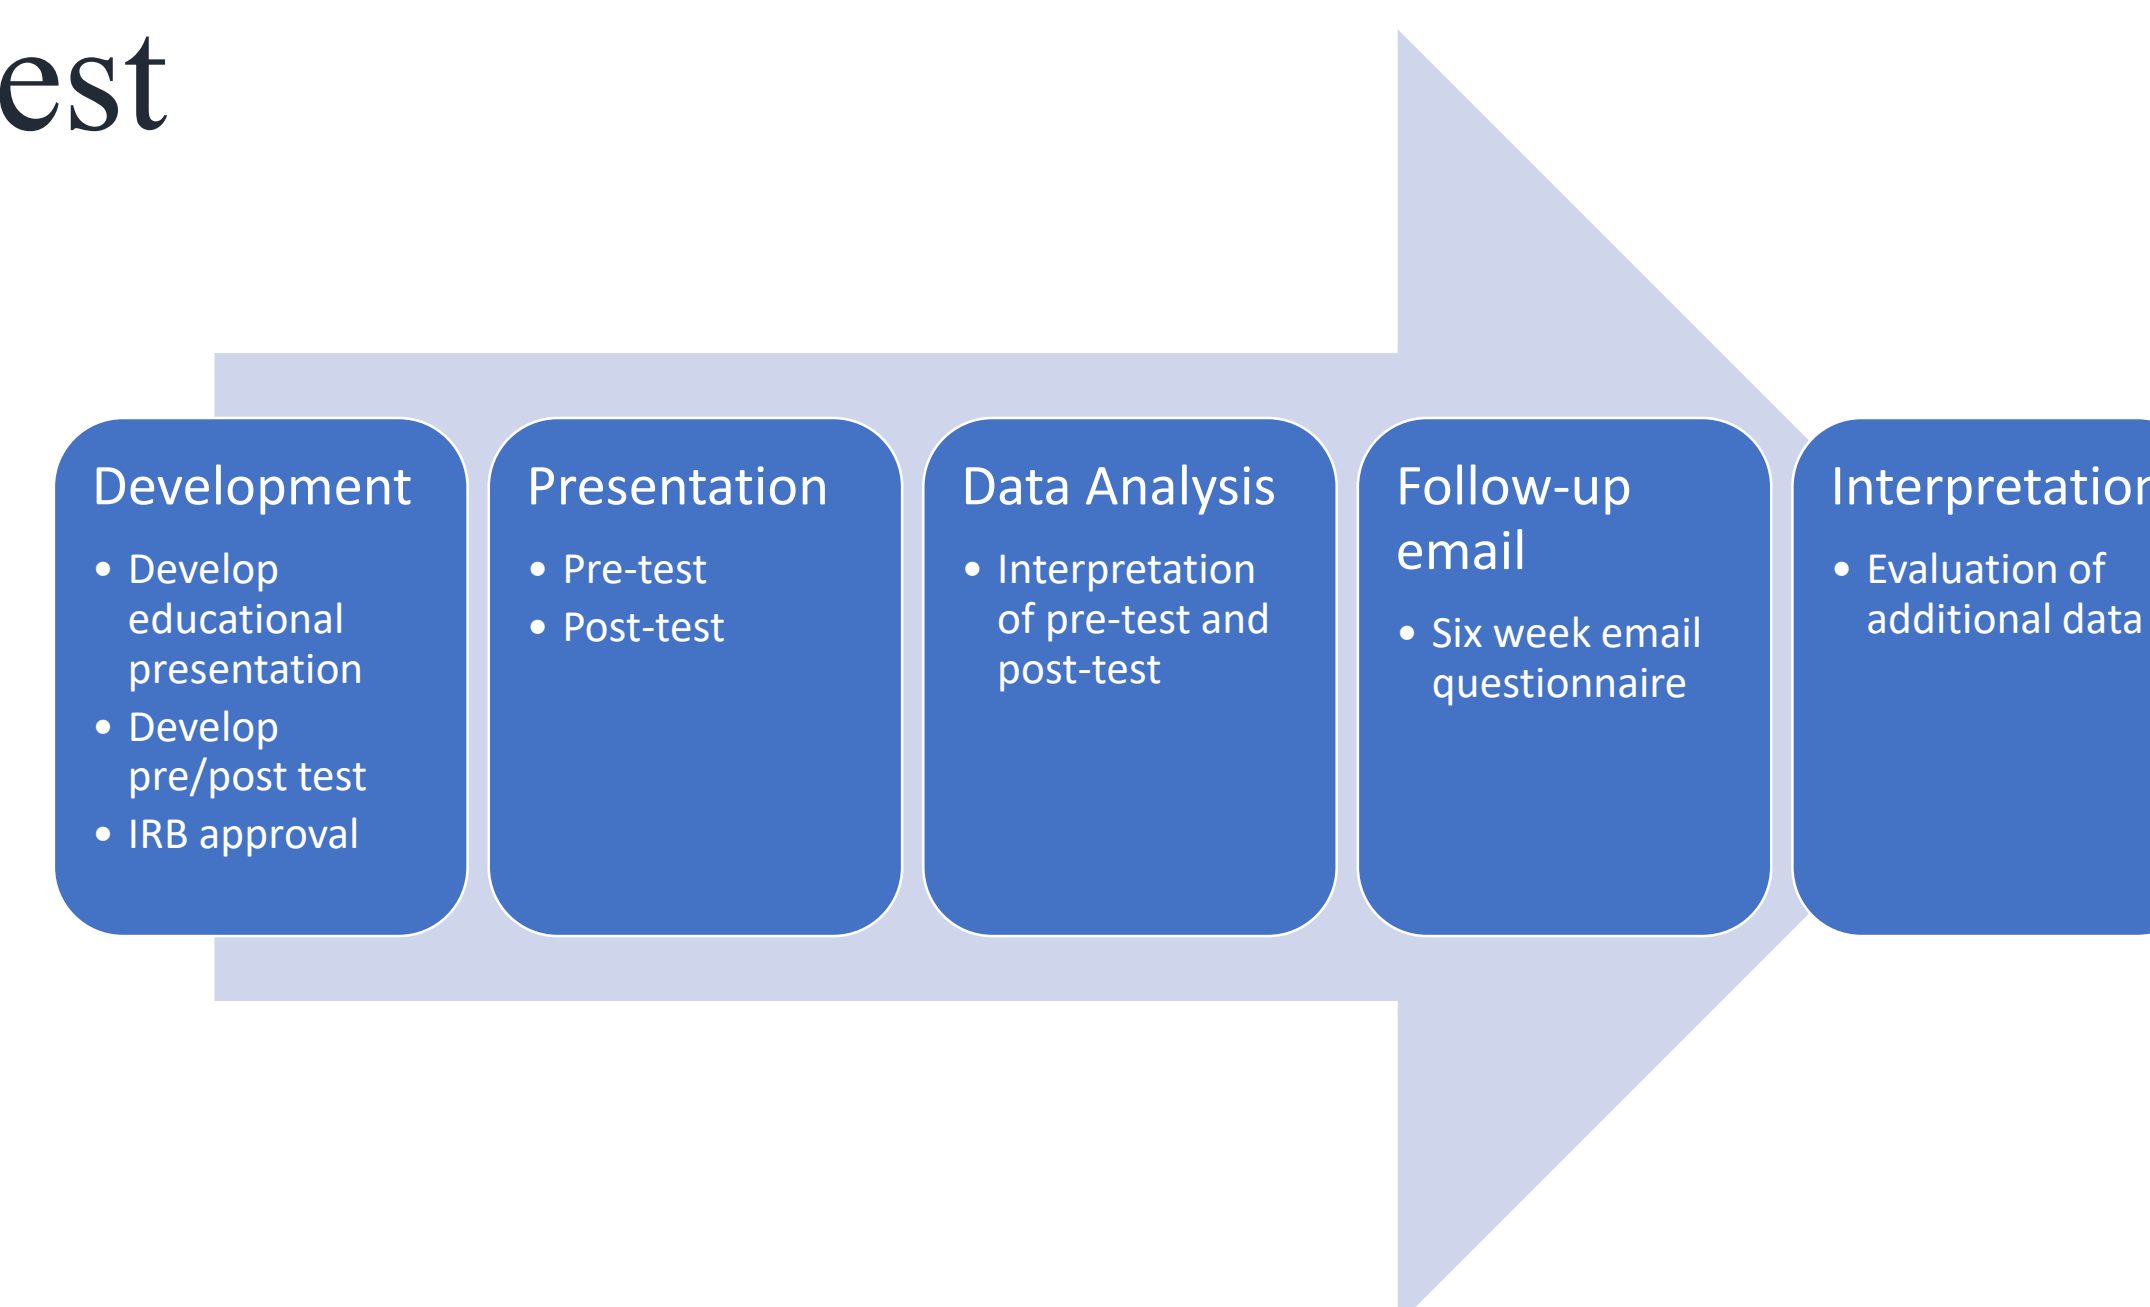 est
Development
• Develop
educational
presentation
• Develop
pre/post test
• IRB approval
Presentation
• Pre-test
• Post-test
Data Analysis
• Interpretation
of pre-test and
post-test
Follow-up
email
• Six week email
questionnaire
Interpretation
• Evaluation of
additional data